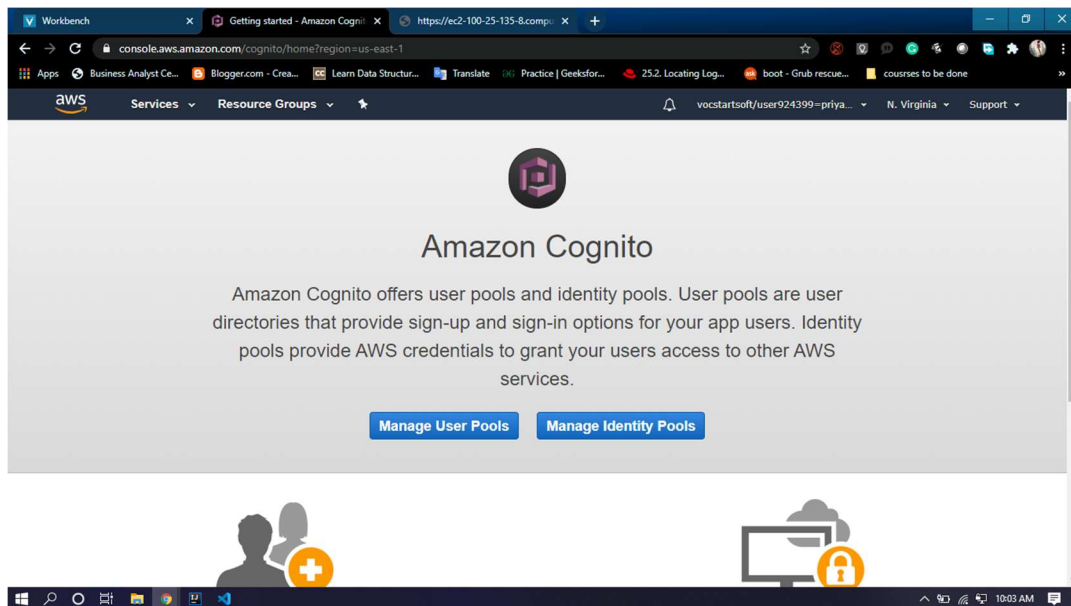 Workbench
Getting started - Amazon Cogni
https://ec2-100-25-135-8.compu
console.aws.amazon.com/cognito/home?region=us-east-1
Apps Business Analyst Ce... Blogger.com - Crea... CC Learn Data Structur... Translate Practice | Geeksfor... 25.2. Locating Log... ask boot - Grub rescue... cousrses to be done »
aws Services Resource Groups vocstartsoft/user924399=priya... N. Virginia Support
Amazon Cognito
Amazon Cognito offers user pools and identity pools. User pools are user
directories that provide sign-up and sign-in options for your app users. Identity
pools provide AWS credentials to grant your users access to other AWS
services.
Manage User Pools Manage Identity Pools
10:03 AM